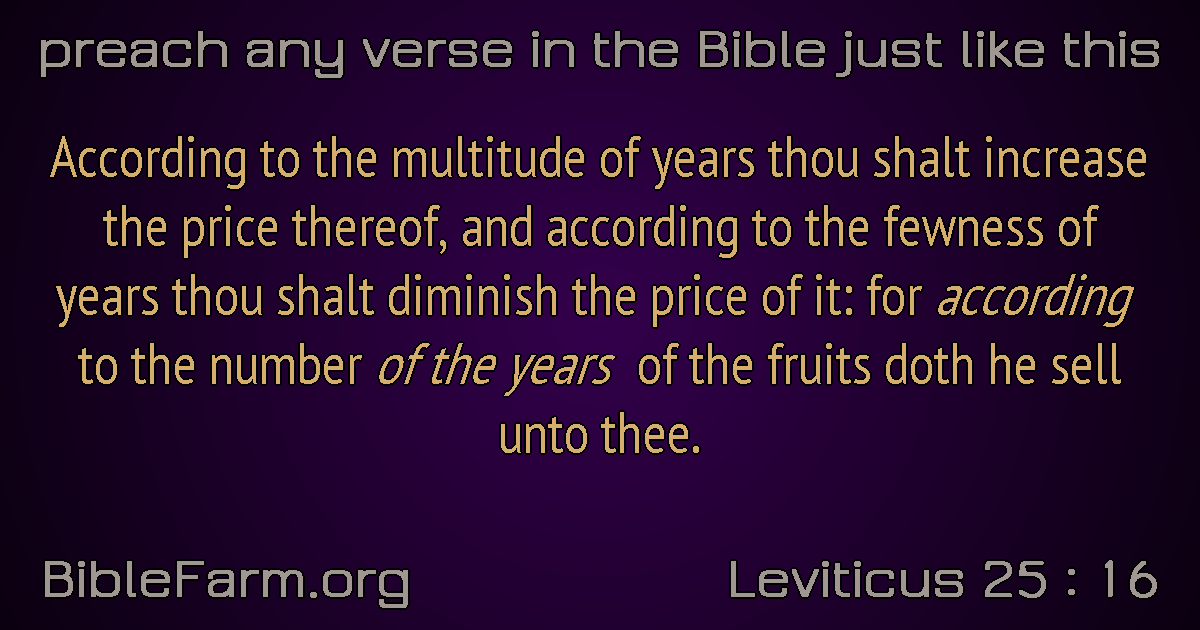 preach any verse in the Bible just like this
According to the multitude of years thou shalt increase
the price thereof, and according to the fewness of
years thou shalt diminish the price of it: for according
to the number of the years of the fruits doth he sell
unto thee.
BibleFarm.org
Leviticus 25 : 16